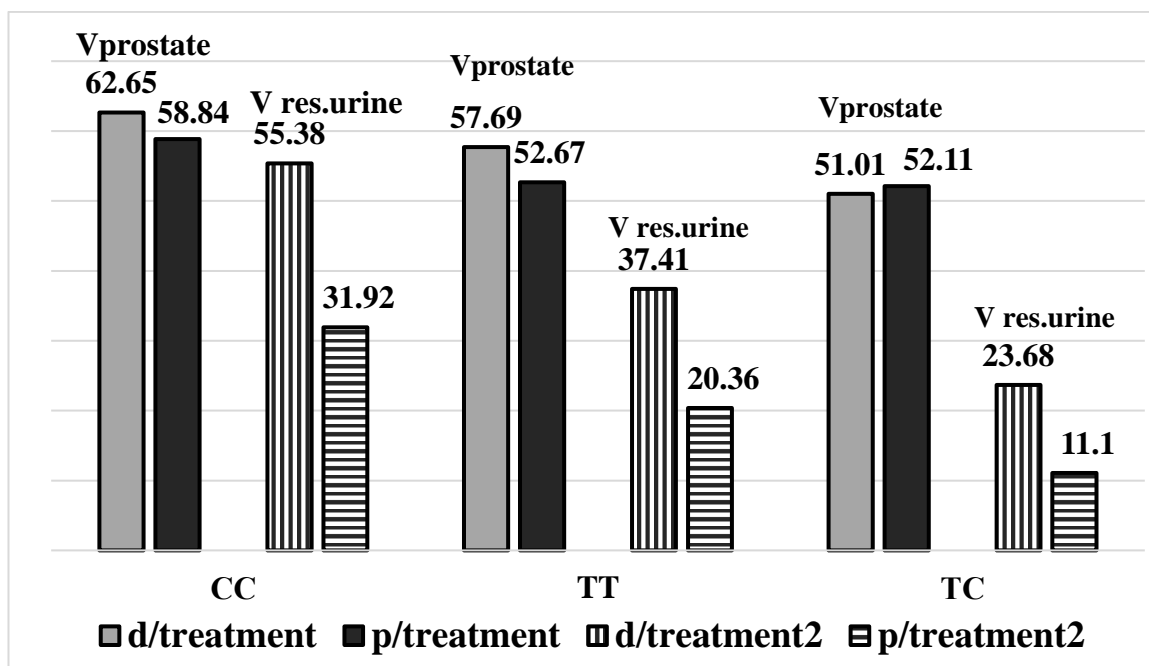 Vprostate
62.65
58.84
V res.urine
55.38
31.92
Vprostate
57.69
52.67
V res.urine
37.41
20.36
Vprostate
51.01
52.11
V res.urine
23.68
11.1
CC TT TC
d/treatment p/treatment d/treatment2 p/treatment2